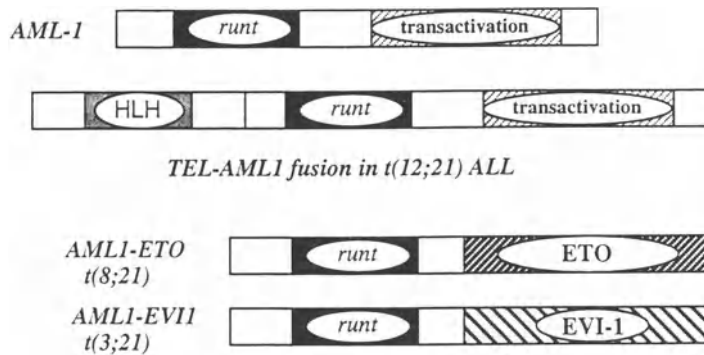 AML-1 runt transactivation
HLH runt transactivation
TEL-AML1 fusion in t(12;21) ALL
AML1-ETO runt ETO
t(8;21)
AML1-EVI1 runt EVI-1
t(3;21)